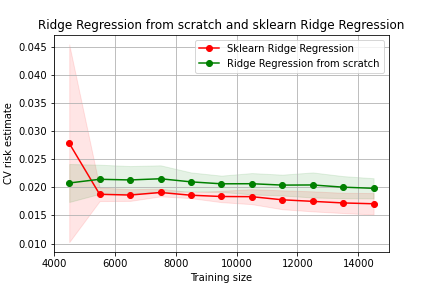 Ridge Regression from scratch and sklearn Ridge Regression
Sklearn Ridge Regression
Ridge Regression from scratch
CV risk estimate
0.045
0.040
0.035
0.030
0.025
0.020
0.015
0.010
4000 6000 8000 10000 12000 14000
Training size